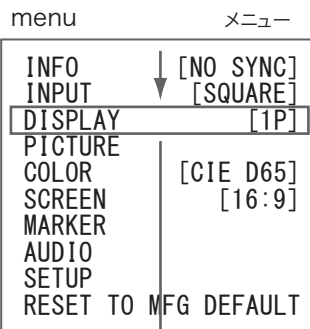 menu メニュー
INFO [NO SYNC]
INPUT [SQUARE]
DISPLAY [1P]
PICTURE
COLOR [CIE D65]
SCREEN [16:9]
MARKER
AUDIO
SETUP
RESET TO MFG DEFAULT